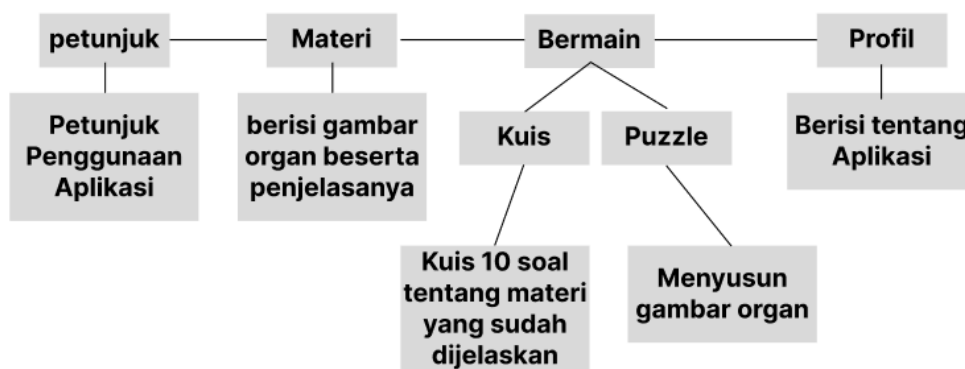 petunjuk
Materi
Bermain
Profil
Petunjuk
Penggunaan
Aplikasi
berisi gambar
organ beserta
penjelasanya
Kuis
Puzzle
Berisi tentang
Aplikasi
Kuis 10 soal
tentang materi
yang sudah
dijelaskan
Menyusun
gambar organ